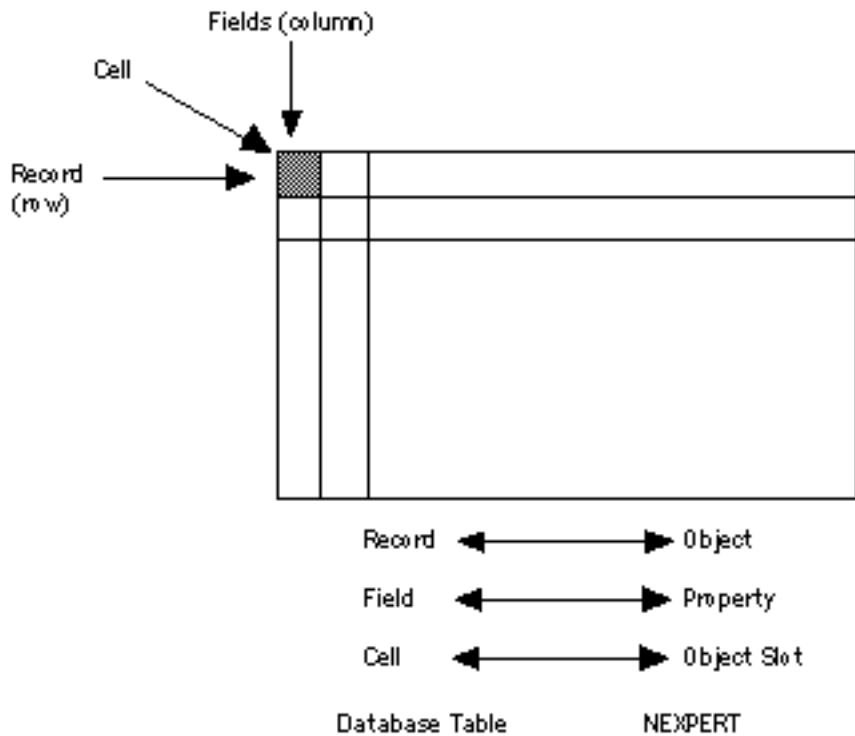 Fields (column)
Cell
Record
(row)
Record Object
Field Property
Cell Object Slot
Database Table NEXPERT